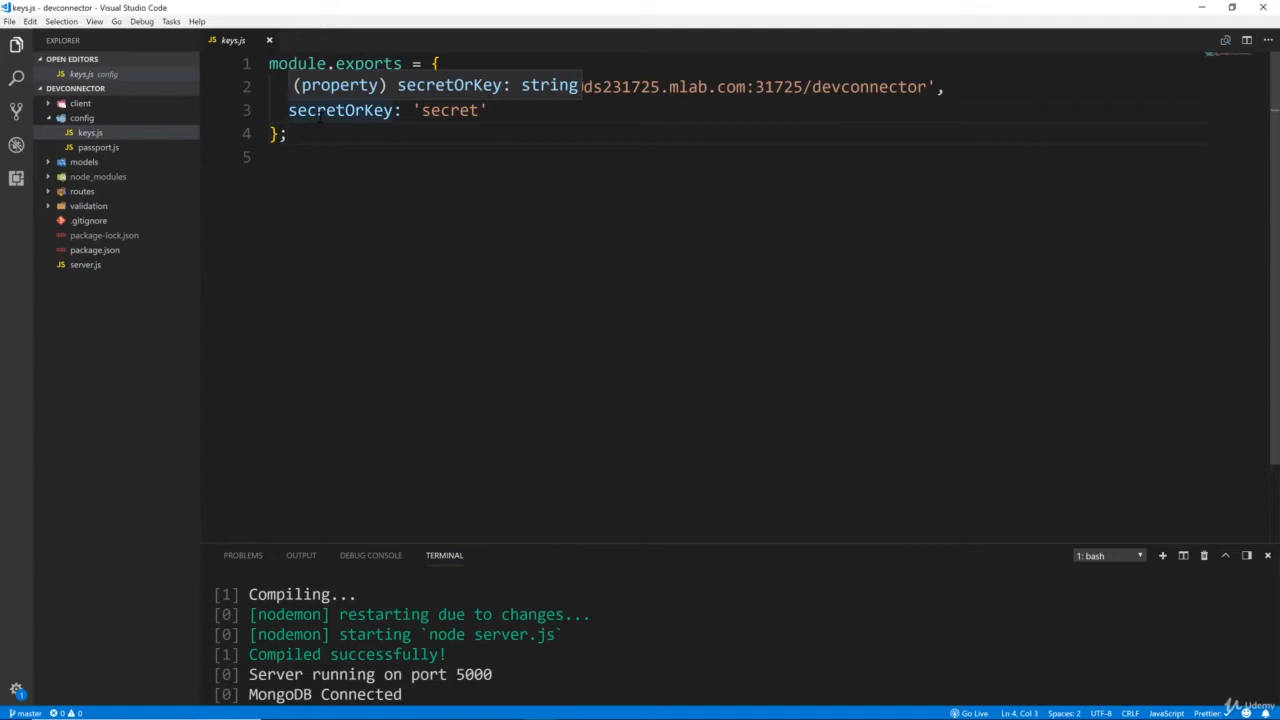 keys.js - devconnector - Visual Studio Code
File Edit Selection View Go Debug Tasks Help
EXPLORER
JS keys.js
OPEN EDITORS
JS keys.js config
DEVCONNECTOR
client
config
JS keys.js
JS passport.js
models
node_modules
routes
validation
.gitignore
package-lock.json
package.json
JS server.js
1 module.exports = {
(property) secretOrKey: string
2 ds231725.mlab.com:31725/devconnector',
3 secretOrKey: 'secret'
4 };
5
PROBLEMS OUTPUT DEBUG CONSOLE TERMINAL
1: bash
[1] Compiling...
[0] [nodemon] restarting due to changes...
[0] [nodemon] starting `node server.js`
[1] Compiled successfully!
[0] Server running on port 5000
[0] MongoDB Connected
1
master 0 0 Go Live Ln 4, Col 3 Spaces: 2 UTF-8 CRLF JavaScript Prettier: ✓
Udemy